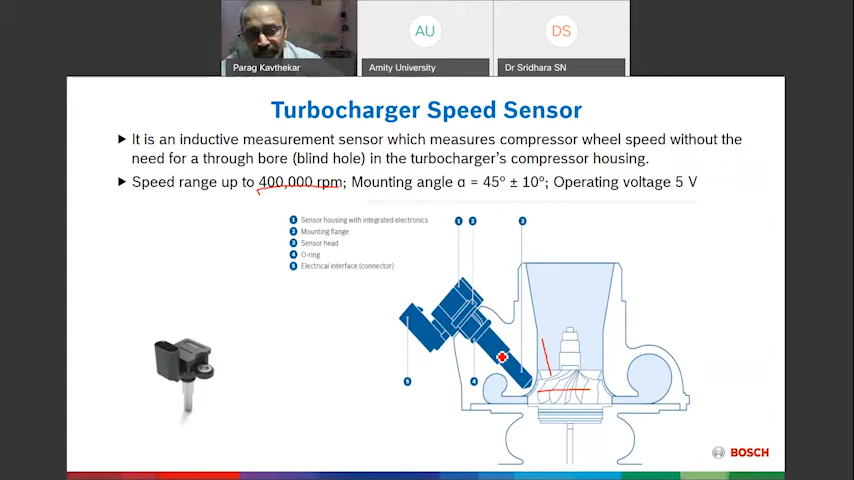 AU
DS
Parag Kavthekar
Amity University
Dr Sridhara SN
Turbocharger Speed Sensor
It is an inductive measurement sensor which measures compressor wheel speed without the
need for a through bore (blind hole) in the turbocharger's compressor housing.
Speed range up to 400,000 rpm; Mounting angle α = 45º ± 10º; Operating voltage 5 V
1 Sensor housing with integrated electronics
2 Mounting flange
3 Sensor head
4 O-ring
5 Electrical interface (connector)
1 2 3
5 4
BOSCH